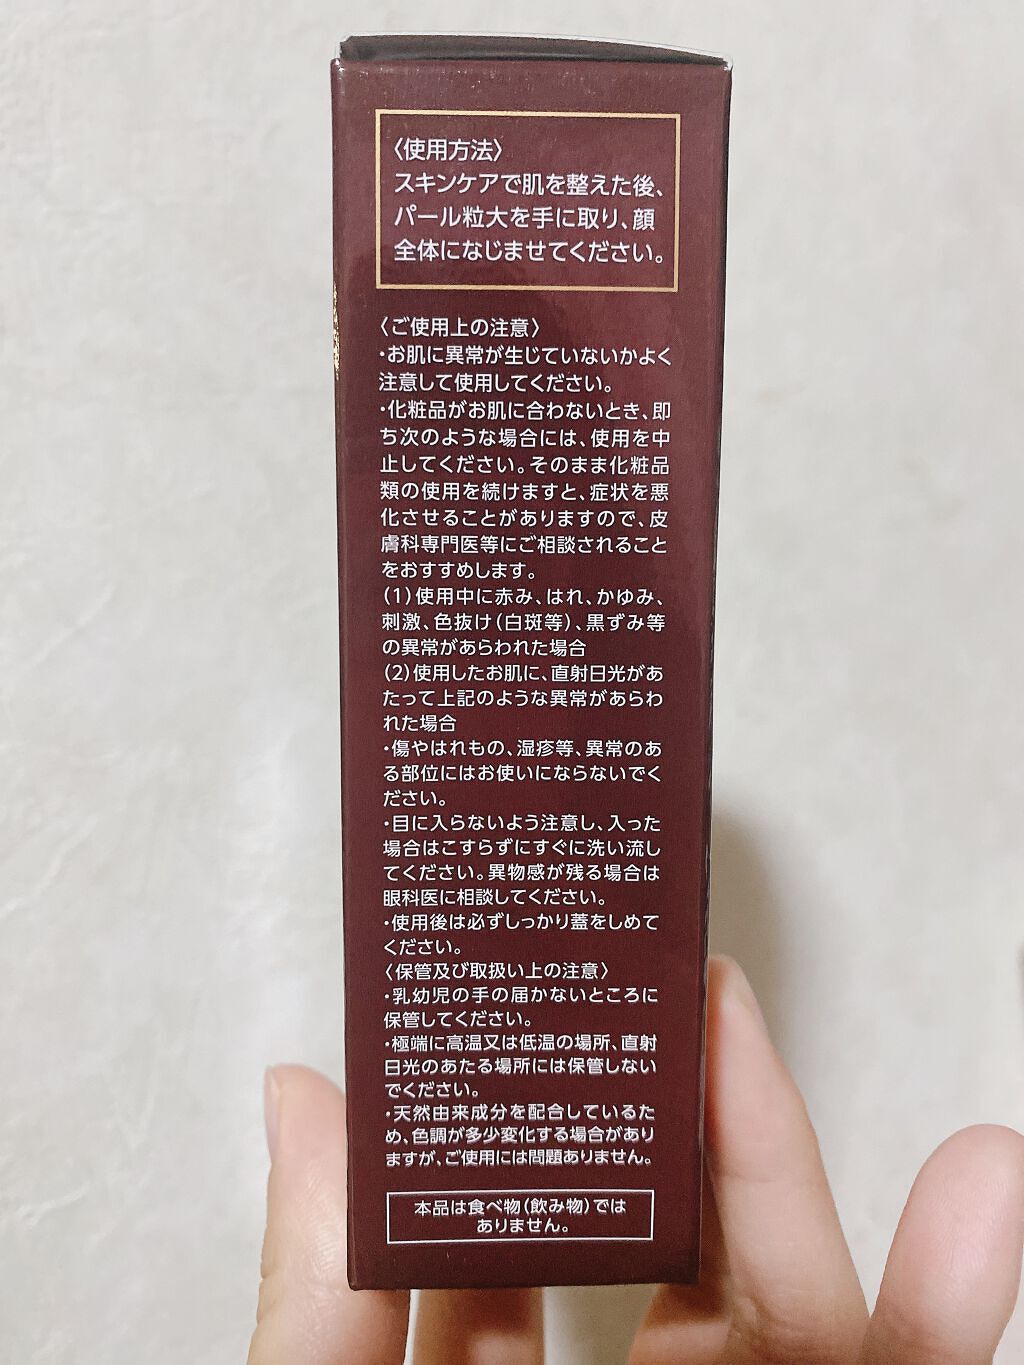 〈使用方法〉
スキンケアで肌を整えた後、
パール粒大を手に取り、顔
全体になじませてください。
〈ご使用上の注意〉
・お肌に異常が生じていないかよく
注意して使用してください。
・化粧品がお肌に合わないとき、即
ち次のような場合には、使用を中
止してください。そのまま化粧品
類の使用を続けますと、症状を悪
化させることがありますので、皮
膚科専門医等にご相談されること
をおすすめします。
(1)使用中に赤み、はれ、かゆみ、
刺激、色抜け(白斑等)、黒ずみ等
の異常があらわれた場合
(2)使用したお肌に、直射日光があ
たって上記のような異常があらわ
れた場合
・傷やはれもの、湿疹等、異常のあ
る部位にはお使いにならないでく
ださい。
・目に入らないよう注意し、入った
場合はこすらずにすぐに洗い流し
てください。異物感が残る場合は
眼科医に相談してください。
・使用後は必ずしっかり蓋をしめて
ください。
〈保管及び取扱い上の注意〉
・乳幼児の手の届かないところに
保管してください。
・極端に高温又は低温の場所、直射
日光のあたる場所には保管しない
でください。
・天然由来成分を配合しているた
め、色調が多少変化する場合があり
ますが、ご使用には問題ありません。
本品は食べ物(飲み物)では
ありません。